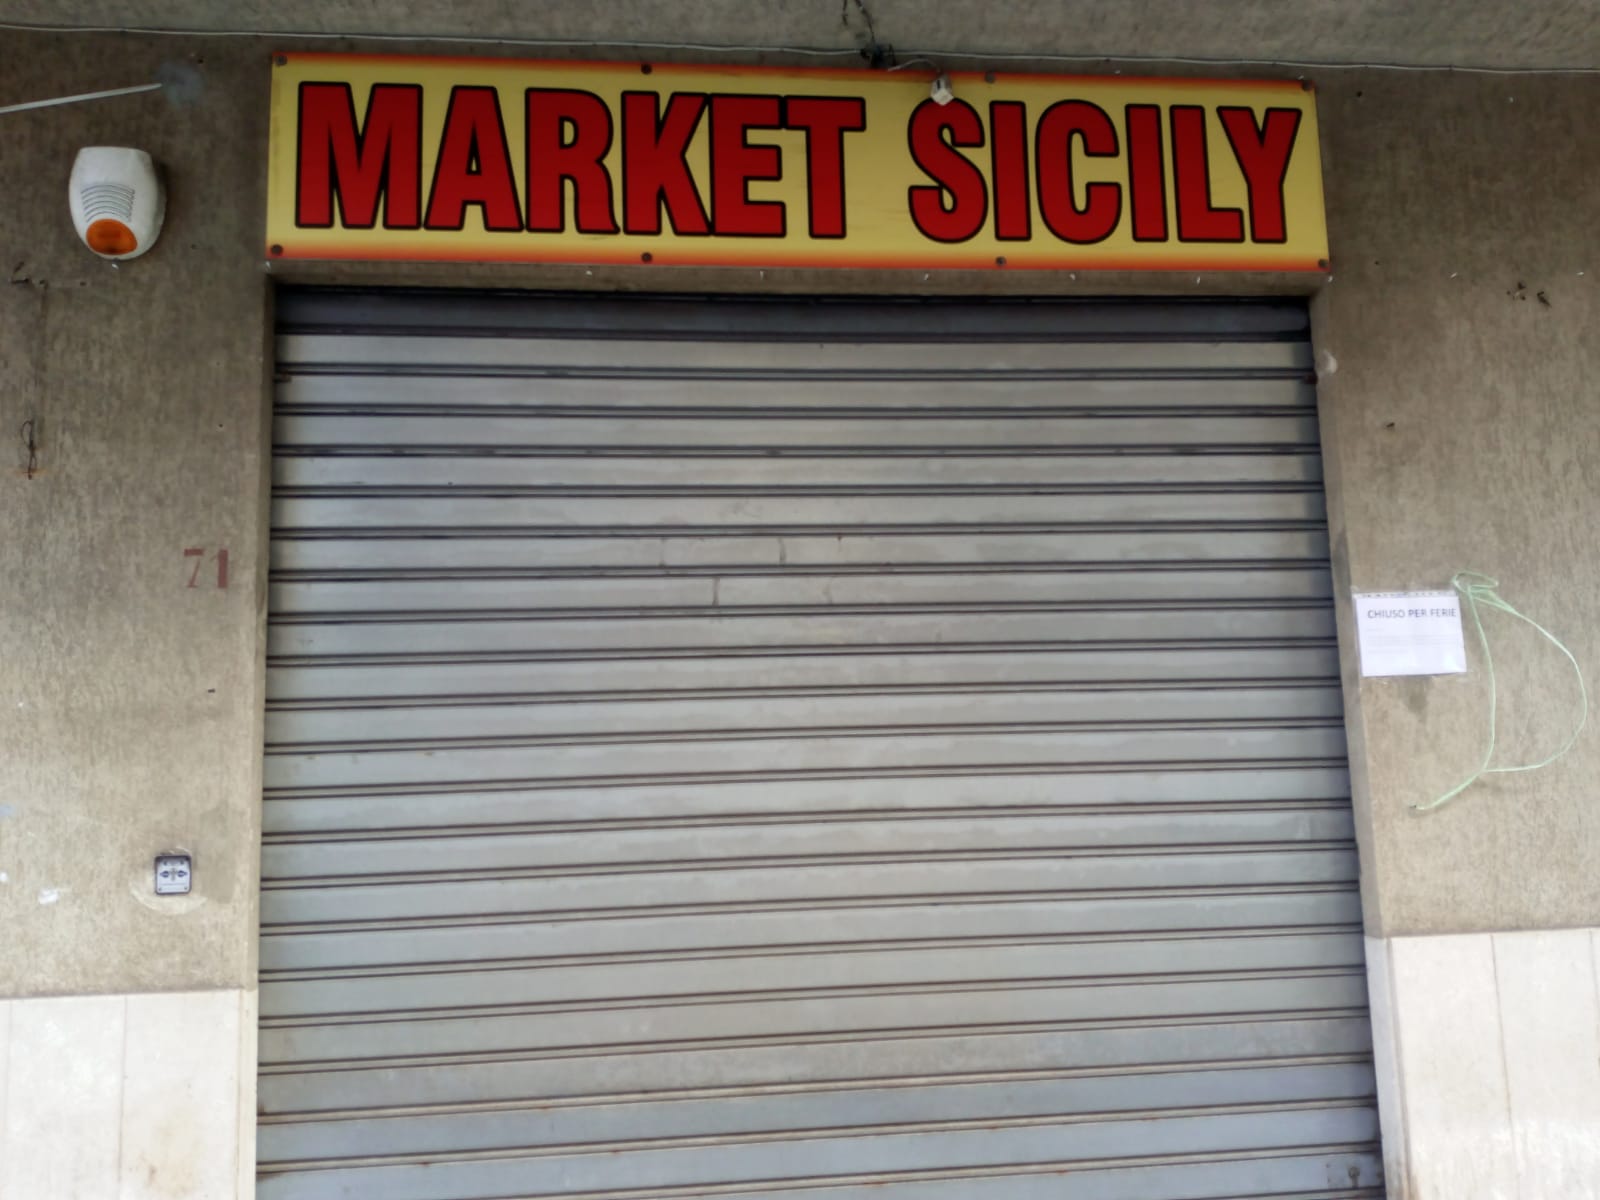 MARKET SICILY
71
CHIUSO PER FERIE